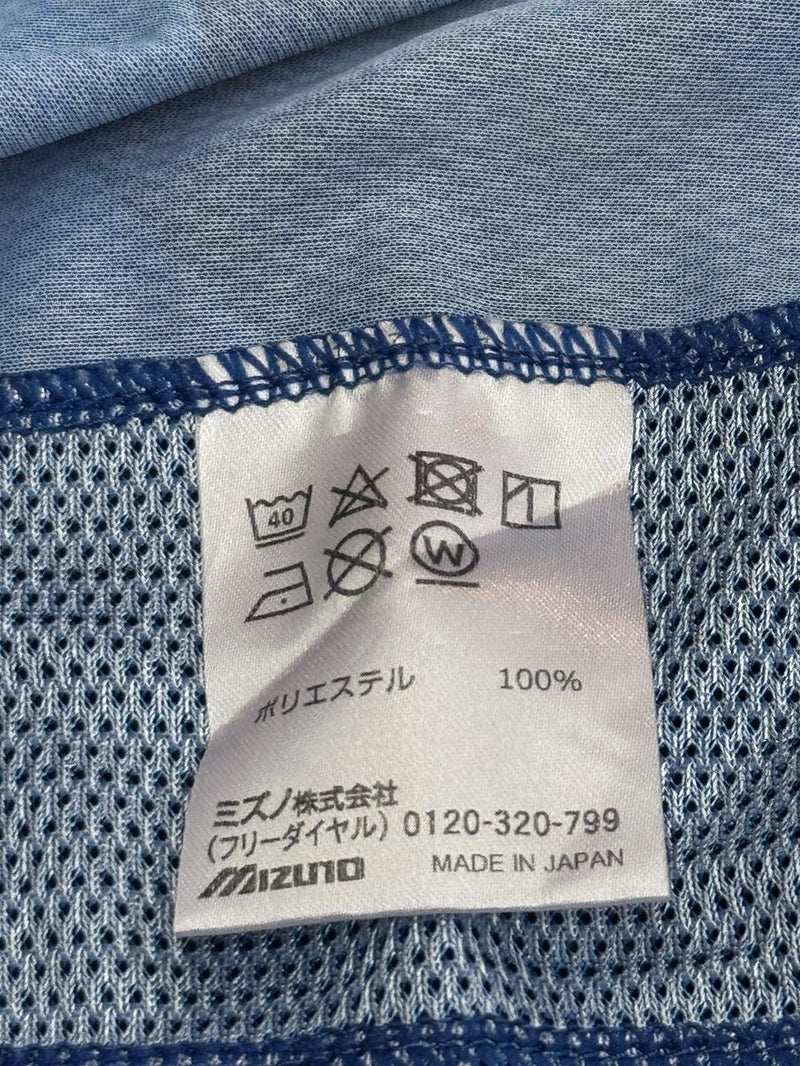 40
W
ポリエステル 100%
ミズノ株式会社
(フリーダイヤル) 0120-320-799
MIZUNO MADE IN JAPAN